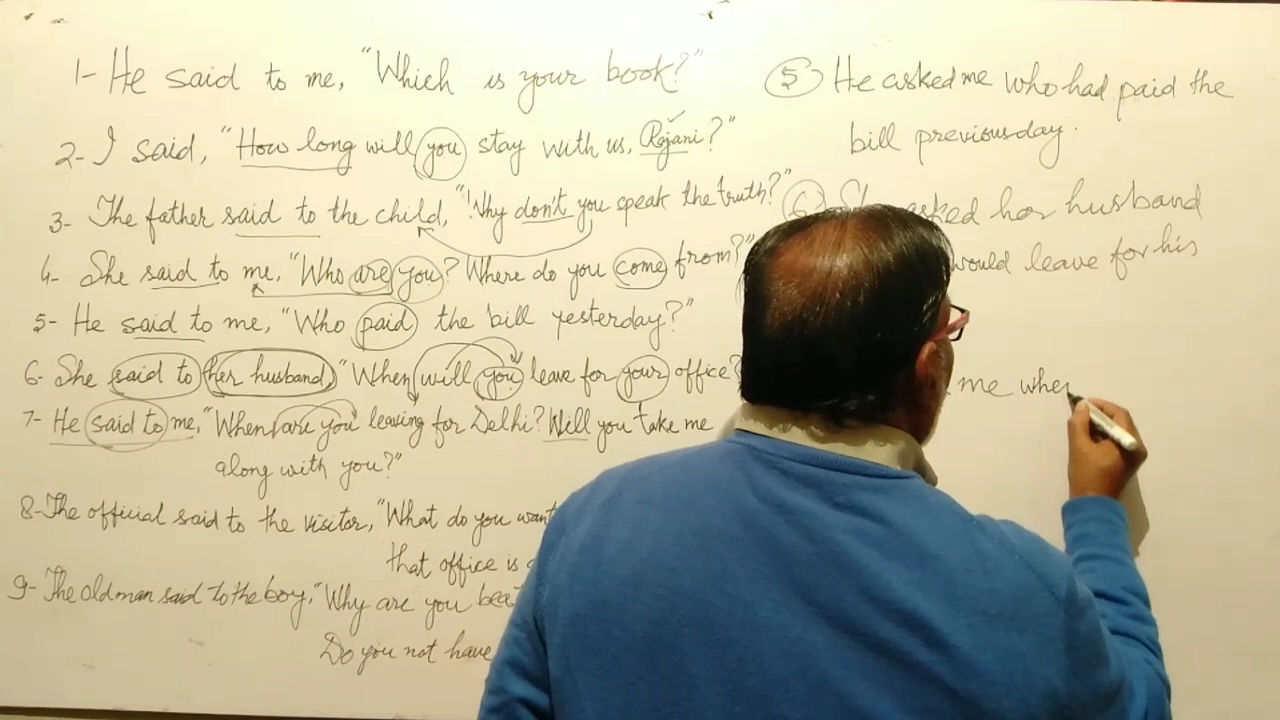 1- He said to me, "Which is your book?"
2- I said, "How long will you stay with us, Rajani?"
3- The father said to the child, "Why don't you speak the truth?"
4- She said to me, "Who are you? Where do you come from?"
5- He said to me, "Who paid the bill yesterday?"
6- She said to her husband, "When will you leave for your office?
7- He said to me, "When are you leaving for Delhi? Will you take me
along with you?"
8- The official said to the visitor, "What do you want
that office is
9- The old man said to the boy, "Why are you
Do you not have
5 He asked me who had paid the
bill previous day.
6 asked her husband
would leave for his
me when